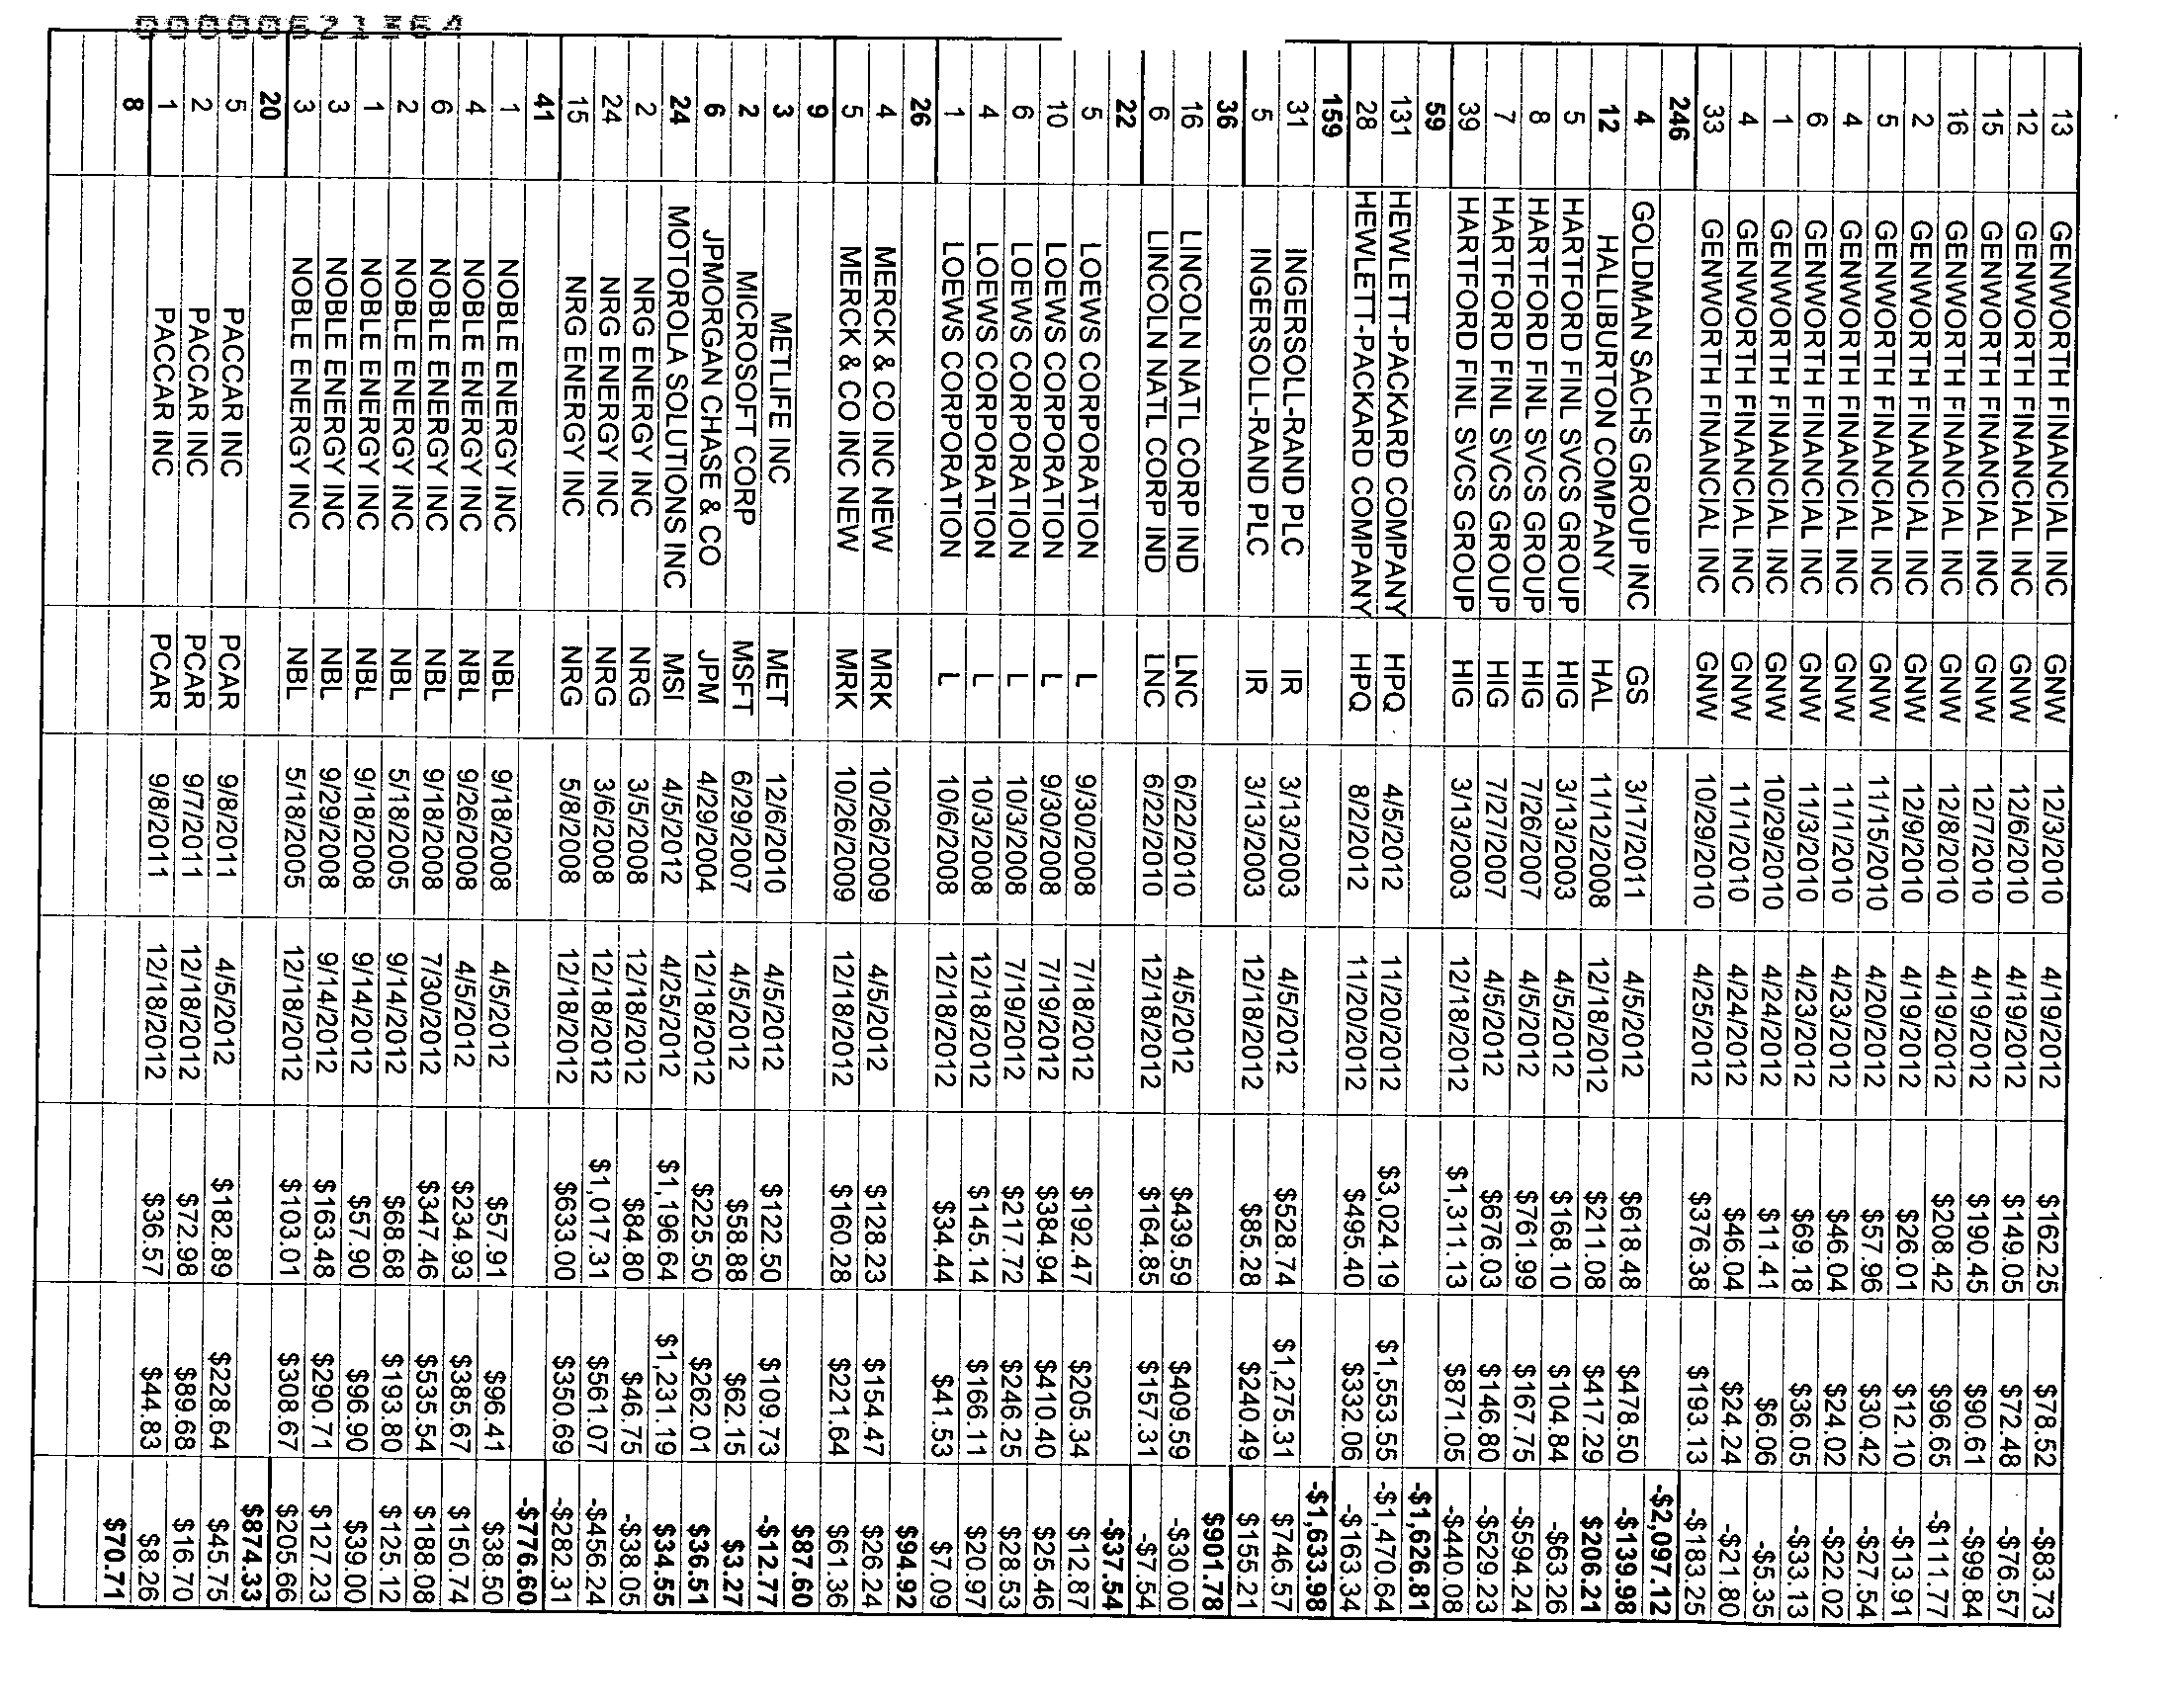 13 GENWORTH FINANCIAL INC GNW 12/3/2010 4/19/2012 $162.25 $78.52 -$83.73
12 GENWORTH FINANCIAL INC GNW 12/6/2010 4/19/2012 $149.05 $72.48 -$76.57
15 GENWORTH FINANCIAL INC GNW 12/7/2010 4/19/2012 $190.45 $90.61 -$99.84
16 GENWORTH FINANCIAL INC GNW 12/8/2010 4/19/2012 $208.42 $96.65 -$111.77
2 GENWORTH FINANCIAL INC GNW 12/9/2010 4/19/2012 $26.01 $12.10 -$13.91
5 GENWORTH FINANCIAL INC GNW 11/15/2010 4/20/2012 $57.96 $30.42 -$27.54
4 GENWORTH FINANCIAL INC GNW 11/1/2010 4/23/2012 $46.04 $24.02 -$22.02
6 GENWORTH FINANCIAL INC GNW 11/3/2010 4/23/2012 $69.18 $36.05 -$33.13
1 GENWORTH FINANCIAL INC GNW 10/29/2010 4/24/2012 $11.41 $6.06 -$5.35
4 GENWORTH FINANCIAL INC GNW 11/1/2010 4/24/2012 $46.04 $24.24 -$21.80
33 GENWORTH FINANCIAL INC GNW 10/29/2010 4/25/2012 $376.38 $193.13 -$183.25
246 -$2,097.12
4 GOLDMAN SACHS GROUP INC GS 3/17/2011 4/5/2012 $618.48 $478.50 -$139.98
12 HALLIBURTON COMPANY HAL 11/12/2008 12/18/2012 $211.08 $417.29 $206.21
5 HARTFORD FINL SVCS GROUP HIG 3/13/2003 4/5/2012 $168.10 $104.84 -$63.26
8 HARTFORD FINL SVCS GROUP HIG 7/26/2007 4/5/2012 $761.99 $167.75 -$594.24
7 HARTFORD FINL SVCS GROUP HIG 7/27/2007 4/5/2012 $676.03 $146.80 -$529.23
39 HARTFORD FINL SVCS GROUP HIG 3/13/2003 12/18/2012 $1,311.13 $871.05 -$440.08
59 -$1,626.81
131 HEWLETT-PACKARD COMPANY HPQ 4/5/2012 11/20/2012 $3,024.19 $1,553.55 -$1,470.64
28 HEWLETT-PACKARD COMPANY HPQ 8/2/2012 11/20/2012 $495.40 $332.06 -$163.34
159 -$1,633.98
31 INGERSOLL-RAND PLC IR 3/13/2003 4/5/2012 $528.74 $1,275.31 $746.57
5 INGERSOLL-RAND PLC IR 3/13/2003 12/18/2012 $85.28 $240.49 $155.21
36 $901.78
16 LINCOLN NATL CORP IND LNC 6/22/2010 4/5/2012 $439.59 $409.59 -$30.00
6 LINCOLN NATL CORP IND LNC 6/22/2010 12/18/2012 $164.85 $157.31 -$7.54
22 -$37.54
5 LOEWS CORPORATION L 9/30/2008 7/18/2012 $192.47 $205.34 $12.87
10 LOEWS CORPORATION L 9/30/2008 7/19/2012 $384.94 $410.40 $25.46
6 LOEWS CORPORATION L 10/3/2008 7/19/2012 $217.72 $246.25 $28.53
4 LOEWS CORPORATION L 10/3/2008 12/18/2012 $145.14 $166.11 $20.97
1 LOEWS CORPORATION L 10/6/2008 12/18/2012 $34.44 $41.53 $7.09
26 $94.92
4 MERCK & CO INC NEW MRK 10/26/2009 4/5/2012 $128.23 $154.47 $26.24
5 MERCK & CO INC NEW MRK 10/26/2009 12/18/2012 $160.28 $221.64 $61.36
9 $87.60
3 METLIFE INC MET 12/6/2010 4/5/2012 $122.50 $109.73 -$12.77
2 MICROSOFT CORP MSFT 6/29/2007 4/5/2012 $58.88 $62.15 $3.27
6 JPMORGAN CHASE & CO JPM 4/29/2004 12/18/2012 $225.50 $262.01 $36.51
24 MOTOROLA SOLUTIONS INC MSI 4/5/2012 4/25/2012 $1,196.64 $1,231.19 $34.55
2 NRG ENERGY INC NRG 3/5/2008 12/18/2012 $84.80 $46.75 -$38.05
24 NRG ENERGY INC NRG 3/6/2008 12/18/2012 $1,017.31 $561.07 -$456.24
15 NRG ENERGY INC NRG 5/8/2008 12/18/2012 $633.00 $350.69 -$282.31
41 -$776.60
1 NOBLE ENERGY INC NBL 9/18/2008 4/5/2012 $57.91 $96.41 $38.50
4 NOBLE ENERGY INC NBL 9/26/2008 4/5/2012 $234.93 $385.67 $150.74
6 NOBLE ENERGY INC NBL 9/18/2008 7/30/2012 $347.46 $535.54 $188.08
2 NOBLE ENERGY INC NBL 5/18/2005 9/14/2012 $68.68 $193.80 $125.12
1 NOBLE ENERGY INC NBL 9/18/2008 9/14/2012 $57.90 $96.90 $39.00
3 NOBLE ENERGY INC NBL 9/29/2008 9/14/2012 $163.48 $290.71 $127.23
3 NOBLE ENERGY INC NBL 5/18/2005 12/18/2012 $103.01 $308.67 $205.66
20 $874.33
5 PACCAR INC PCAR 9/8/2011 4/5/2012 $182.89 $228.64 $45.75
2 PACCAR INC PCAR 9/7/2011 12/18/2012 $72.98 $89.68 $16.70
1 PACCAR INC PCAR 9/8/2011 12/18/2012 $36.57 $44.83 $8.26
8 $70.71